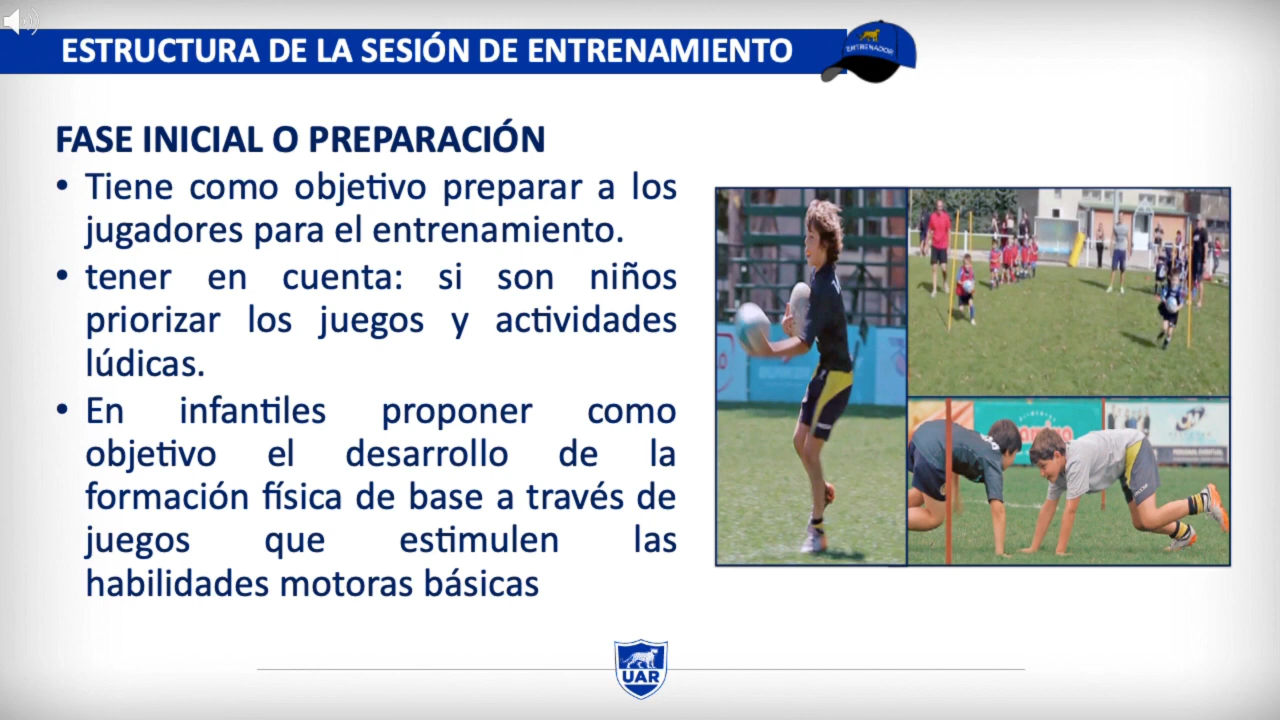 ESTRUCTURA DE LA SESIÓN DE ENTRENAMIENTO
FASE INICIAL O PREPARACIÓN
• Tiene como objetivo preparar a los
jugadores para el entrenamiento.
• tener en cuenta: si son niños
priorizar los juegos y actividades
lúdicas.
• En infantiles proponer como
objetivo el desarrollo de la
formación física de base a través de
juegos que estimulen las
habilidades motoras básicas
UAR